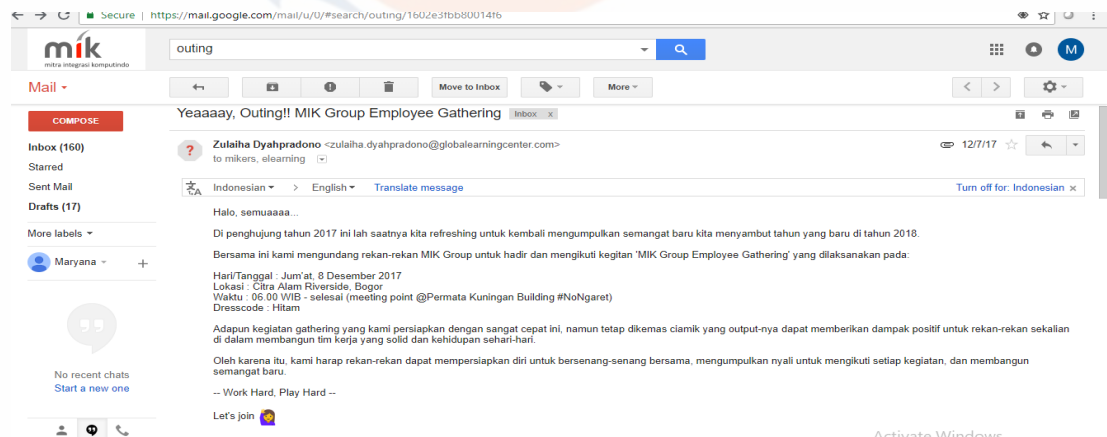 Secure | https://mail.google.com/mail/u/0/#search/outing/1602e3fbb80014f6
mik
mitra integrasi komputindo
outing
M
Mail
Move to Inbox
More
COMPOSE
Inbox (160)
Starred
Sent Mail
Drafts (17)
More labels
Maryana
+
No recent chats
Start a new one
Yeaaaay, Outing!! MIK Group Employee Gathering Inbox x
? Zulaiha Dyahpradono <zulaiha.dyahpradono@globalearningcenter.com> 12/7/17
to mikers, elearning
Indonesian > English Translate message Turn off for: Indonesian x
Halo, semuaaaa...
Di penghujung tahun 2017 ini lah saatnya kita refreshing untuk kembali mengumpulkan semangat baru kita menyambut tahun yang baru di tahun 2018.
Bersama ini kami mengundang rekan-rekan MIK Group untuk hadir dan mengikuti kegitan 'MIK Group Employee Gathering' yang dilaksanakan pada:
Hari/Tanggal : Jum'at, 8 Desember 2017
Lokasi : Citra Alam Riverside, Bogor
Waktu : 06.00 WIB - selesai (meeting point @Permata Kuningan Building #NoNgaret)
Dresscode : Hitam
Adapun kegiatan gathering yang kami persiapkan dengan sangat cepat ini, namun tetap dikemas ciamik yang output-nya dapat memberikan dampak positif untuk rekan-rekan sekalian
di dalam membangun tim kerja yang solid dan kehidupan sehari-hari.
Oleh karena itu, kami harap rekan-rekan dapat mempersiapkan diri untuk bersenang-senang bersama, mengumpulkan nyali untuk mengikuti setiap kegiatan, dan membangun
semangat baru.
-- Work Hard, Play Hard --
Let's join
Activate Windows